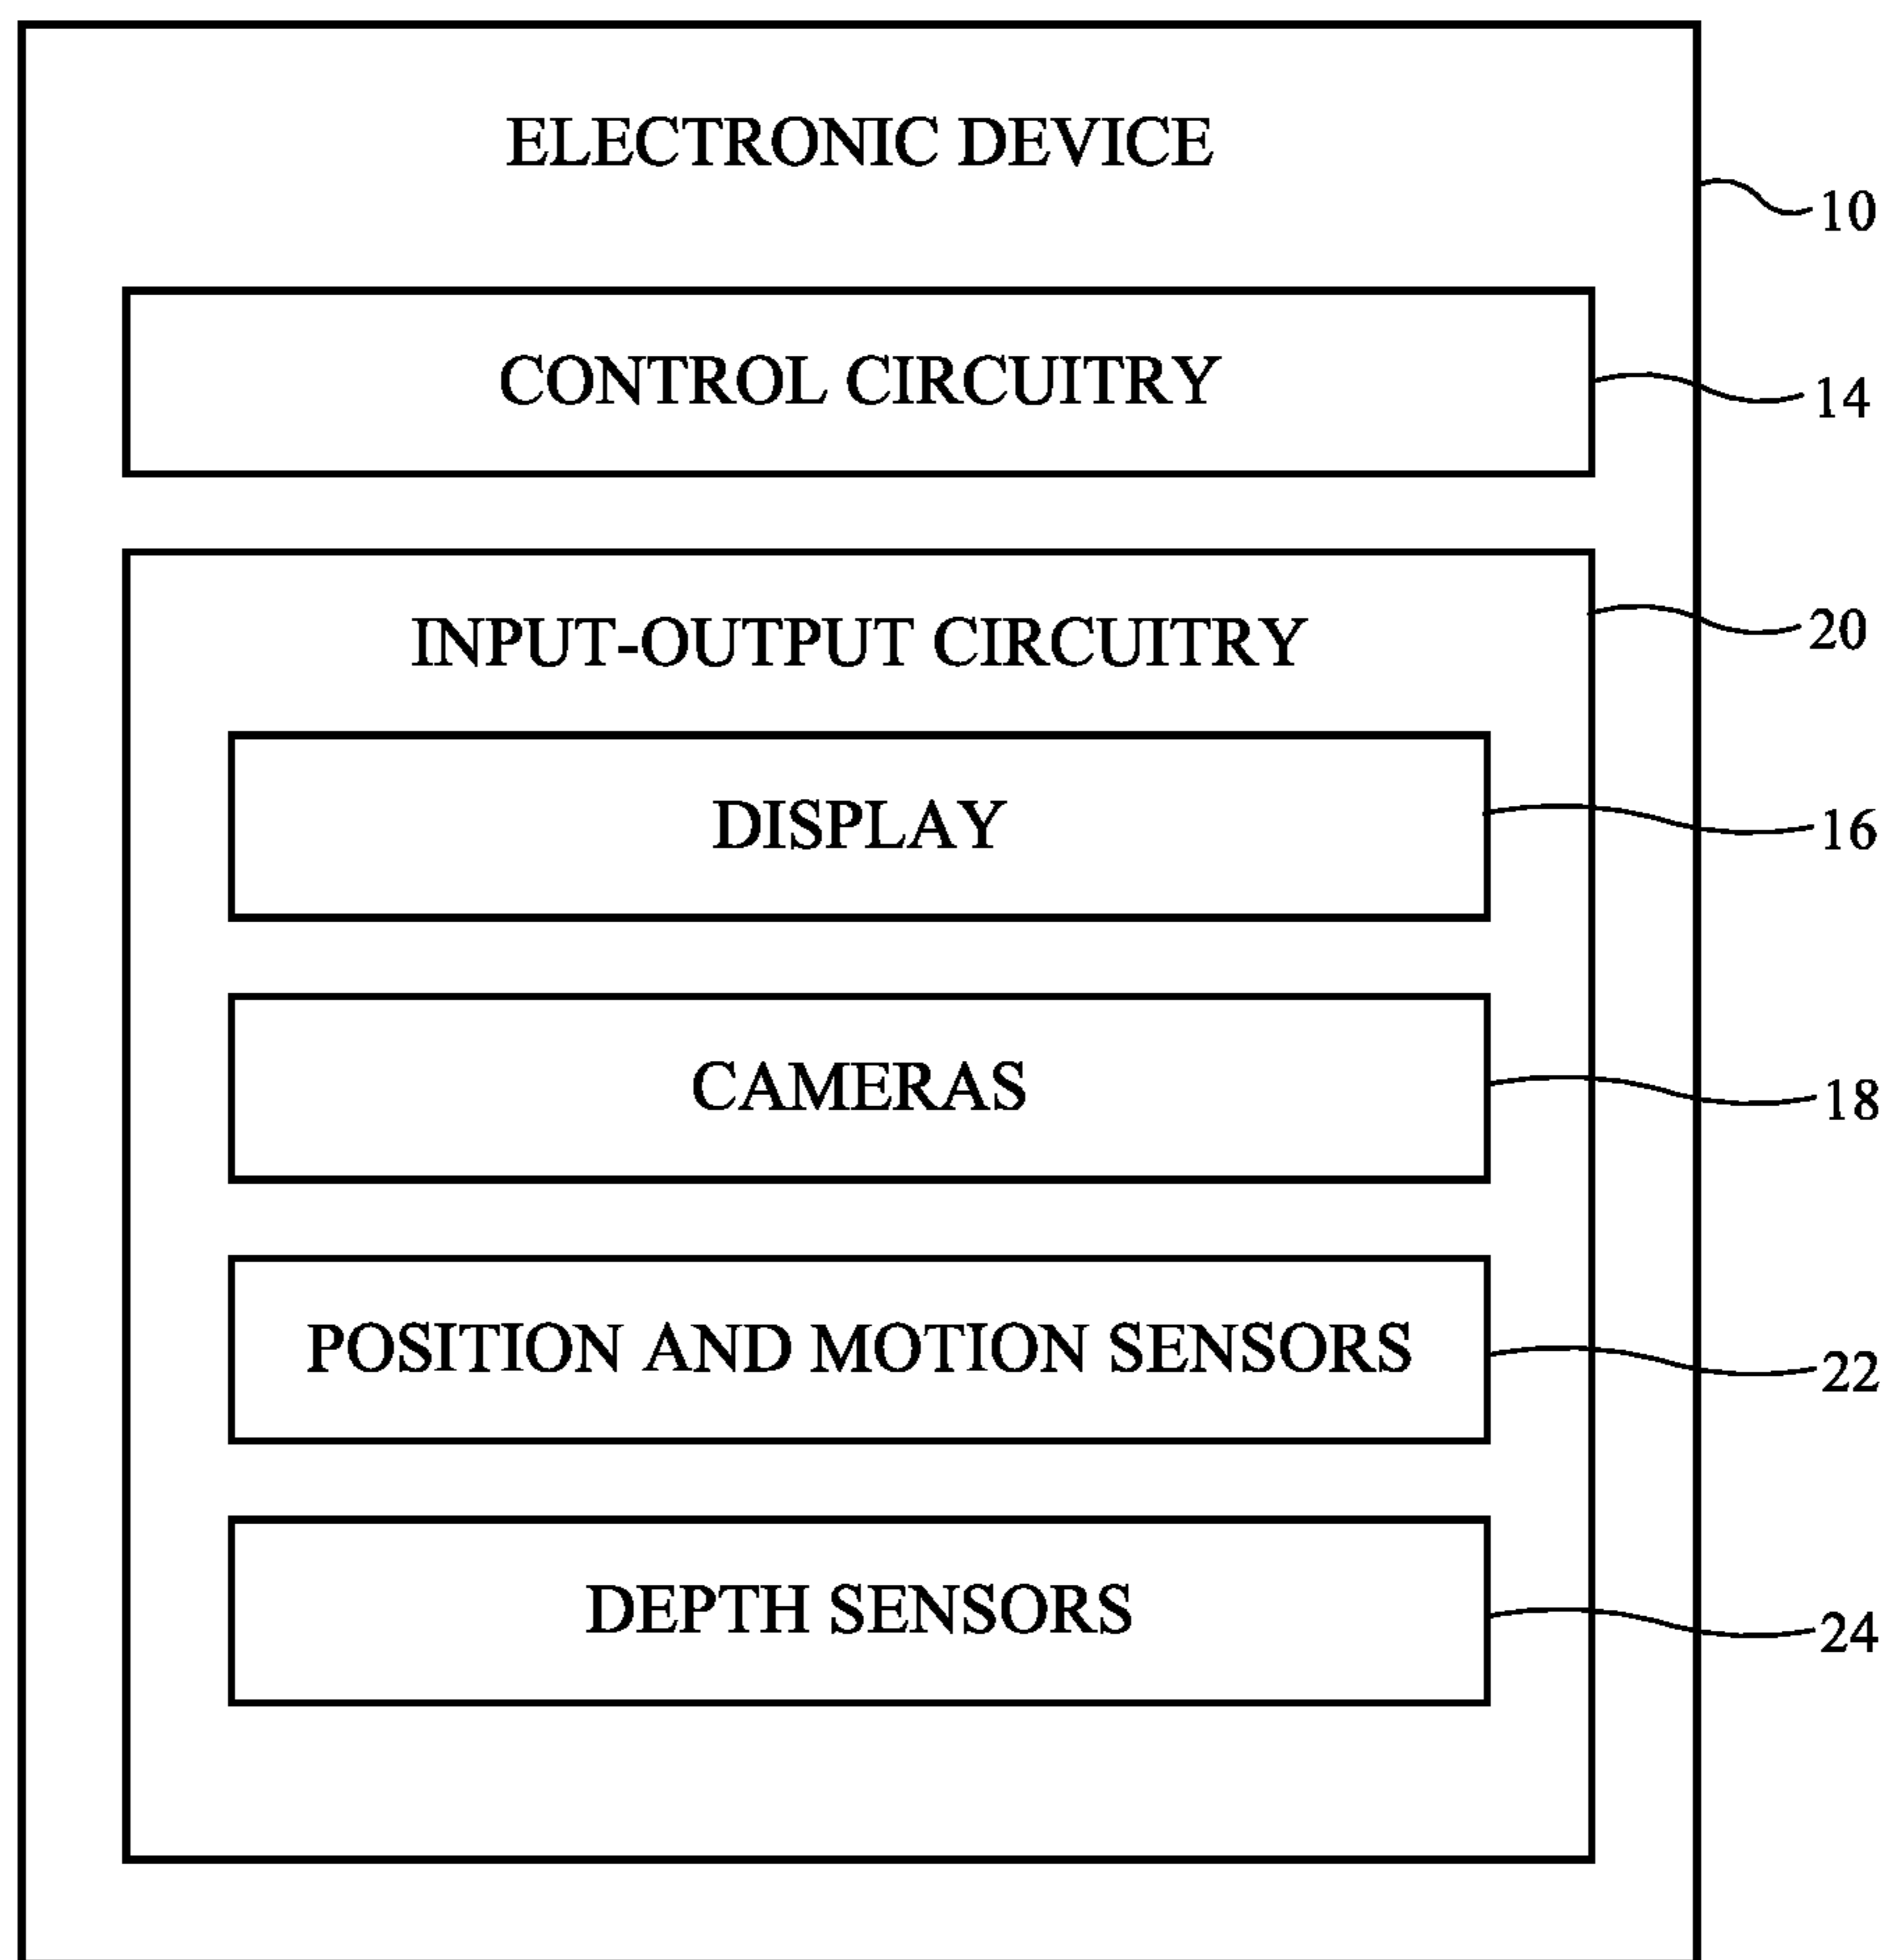 ELECTRONIC DEVICE
10
CONTROL CIRCUITRY
14
INPUT-OUTPUT CIRCUITRY
20
DISPLAY
16
CAMERAS
18
POSITION AND MOTION SENSORS
22
DEPTH SENSORS
24